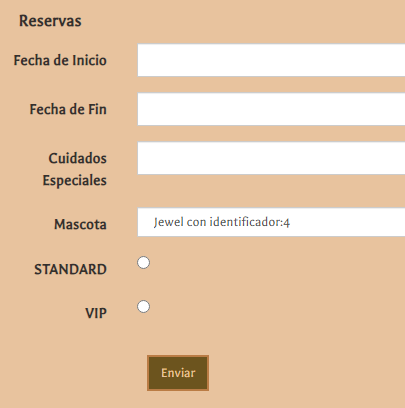 Reservas
Fecha de Inicio
Fecha de Fin
Cuidados
Especiales
Mascota
Jewel con identificador:4
STANDARD
VIP
Enviar